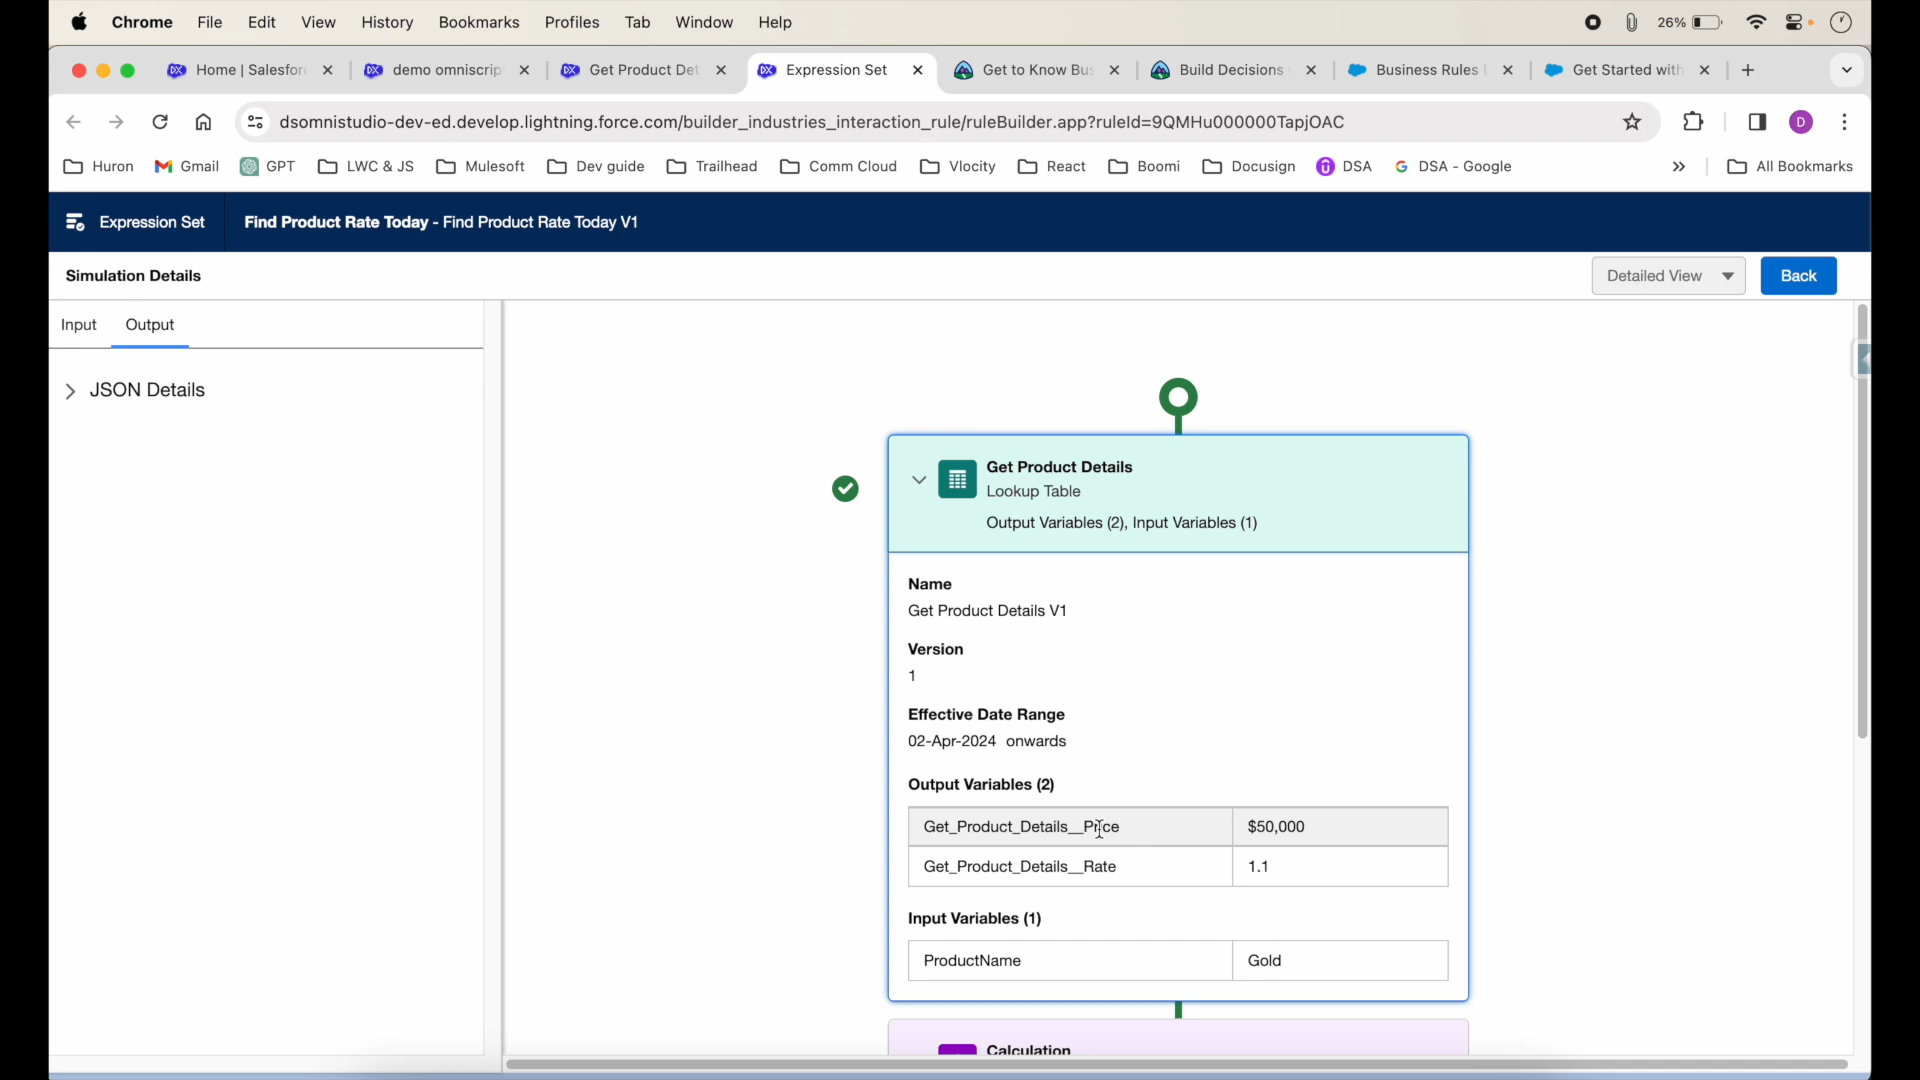 Chrome File Edit View History Bookmarks Profiles Tab Window Help 26%
Home | Salesfor demo omniscrip Get Product Det Expression Set Get to Know Bus Build Decisions Business Rules Get Started with
dsomnistudio-dev-ed.develop.lightning.force.com/builder_industries_interaction_rule/ruleBuilder.app?ruleId=9QMHu000000TapjOAC D
Huron Gmail GPT LWC & JS Mulesoft Dev guide Trailhead Comm Cloud Vlocity React Boomi Docusign DSA DSA - Google » All Bookmarks
Expression Set Find Product Rate Today - Find Product Rate Today V1
Simulation Details Detailed View Back
Input Output
JSON Details
Get Product Details
Lookup Table
Output Variables (2), Input Variables (1)
Name
Get Product Details V1
Version
1
Effective Date Range
02-Apr-2024 onwards
Output Variables (2)
Get_Product_Details__Price $50,000
Get_Product_Details__Rate 1.1
Input Variables (1)
ProductName Gold
Calculation